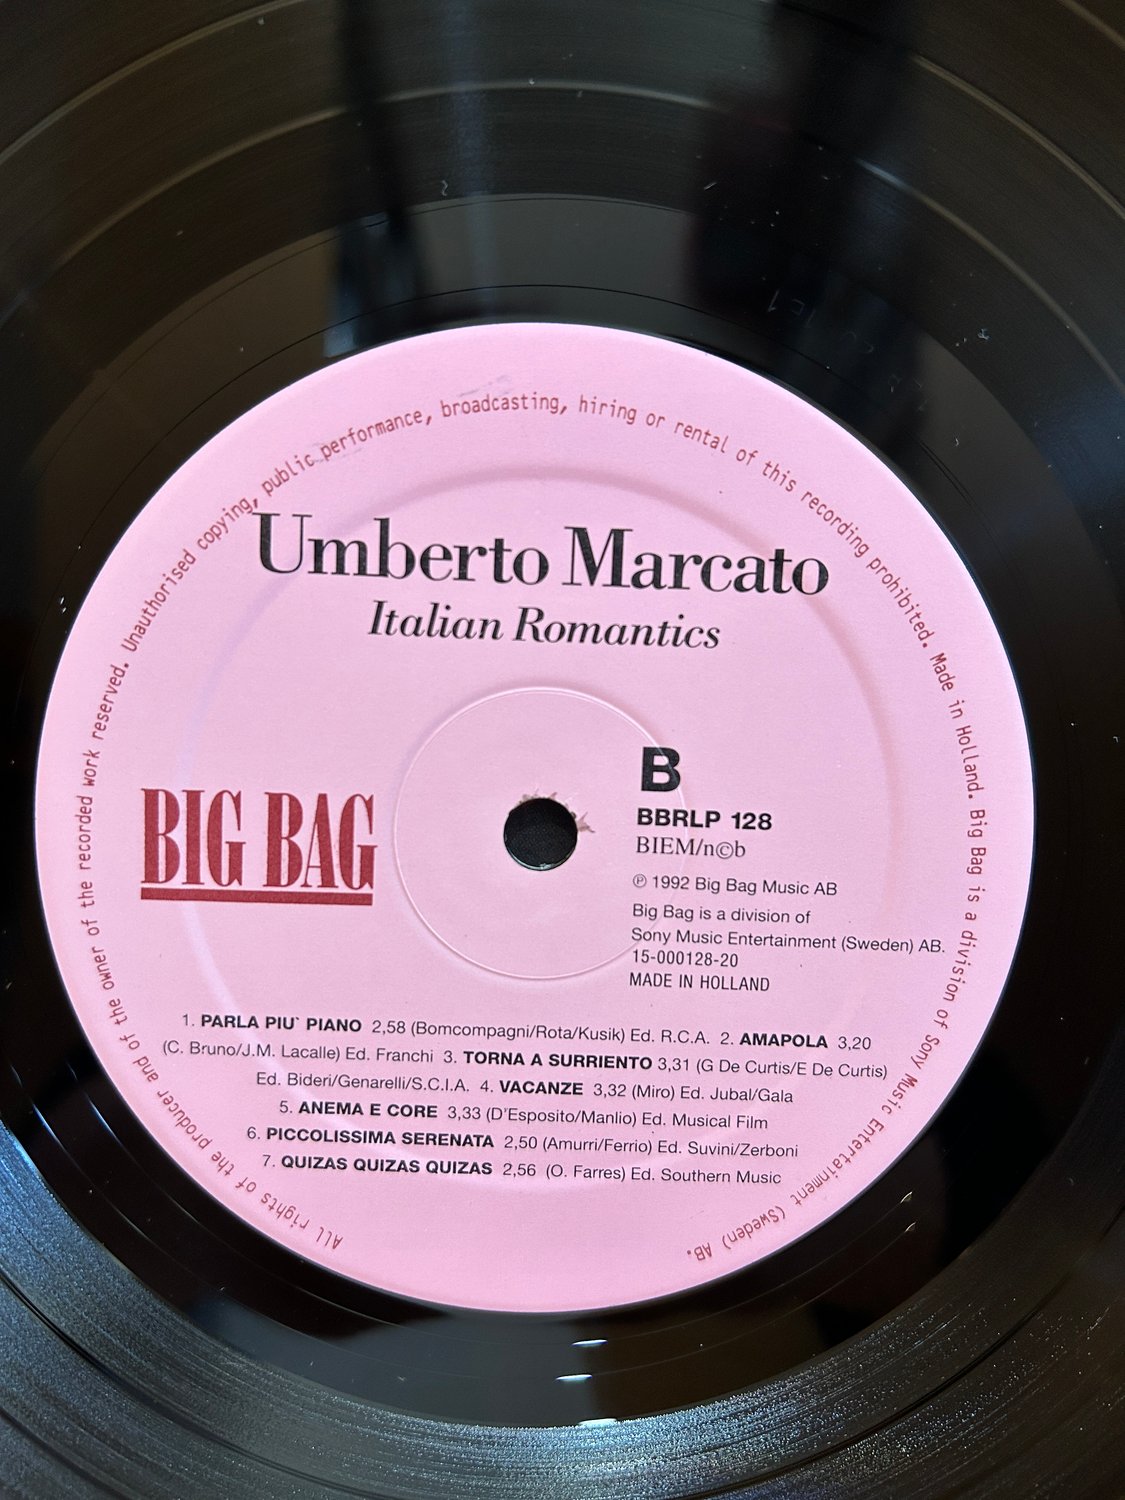 All rights of the producer and of the owner of the recorded work reserved. Unauthorised copying, public performance, broadcasting, hiring or rental of this recording prohibited. Made in Holland. Big Bag is a division of Sony Music Entertainment (Sweden) AB.
Umberto Marcato
Italian Romantics
BIG BAG
B
BBRLP 128
BIEM/n©b
℗ 1992 Big Bag Music AB
Big Bag is a division of
Sony Music Entertainment (Sweden) AB.
15-000128-20
MADE IN HOLLAND
1. PARLA PIU` PIANO 2,58 (Bomcompagni/Rota/Kusik) Ed. R.C.A. 2. AMAPOLA 3,20
(C. Bruno/J.M. Lacalle) Ed. Franchi 3. TORNA A SURRIENTO 3,31 (G De Curtis/E De Curtis)
Ed. Bideri/Genarelli/S.C.I.A. 4. VACANZE 3,32 (Miro) Ed. Jubal/Gala
5. ANEMA E CORE 3,33 (D'Esposito/Manlio) Ed. Musical Film
6. PICCOLISSIMA SERENATA 2,50 (Amurri/Ferrio) Ed. Suvini/Zerboni
7. QUIZAS QUIZAS QUIZAS 2,56 (O. Farres) Ed. Southern Music